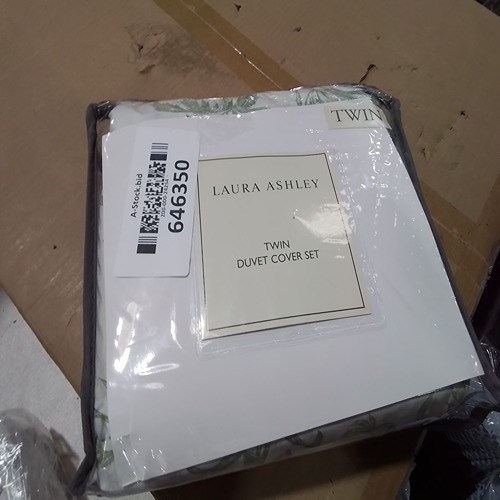 TWIN
A-Stock.bid
646350
LAURA ASHLEY
TWIN
DUVET COVER SET